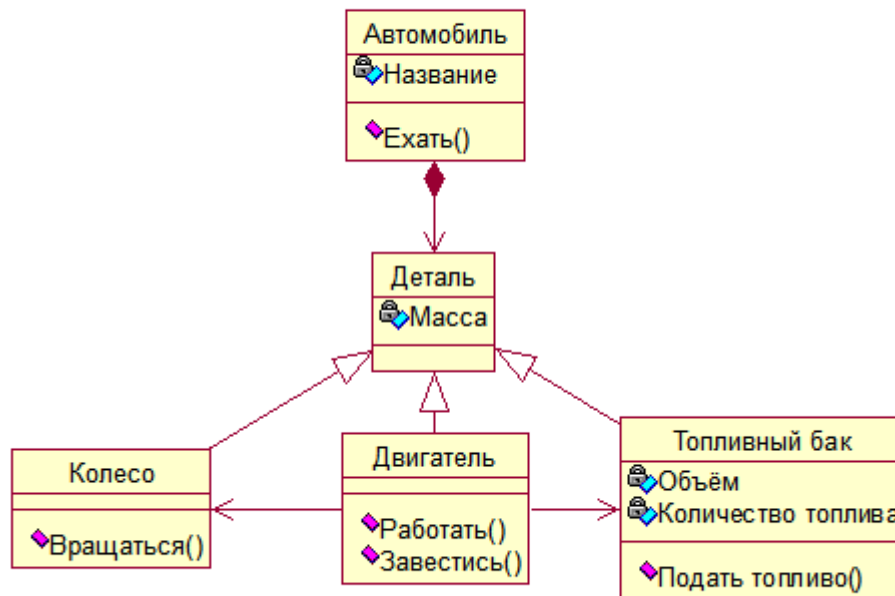 Автомобиль
Название
Ехать()
Деталь
Масса
Колесо
Вращаться()
Двигатель
Работать()
Завестись()
Топливный бак
Объём
Количество топлива
Подать топливо()